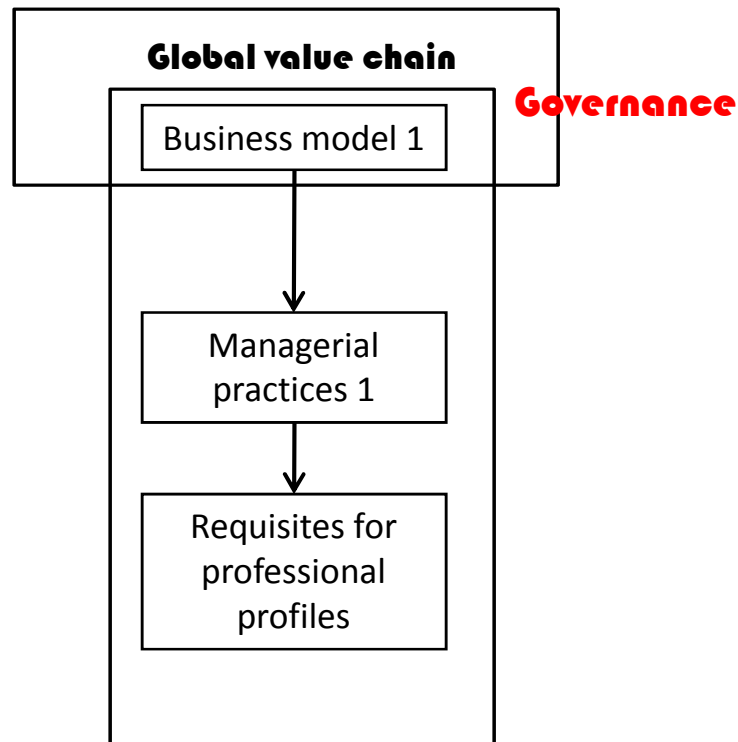 Global value chain
Governance
Business model 1
Managerial
practices 1
Requisites for
professional
profiles